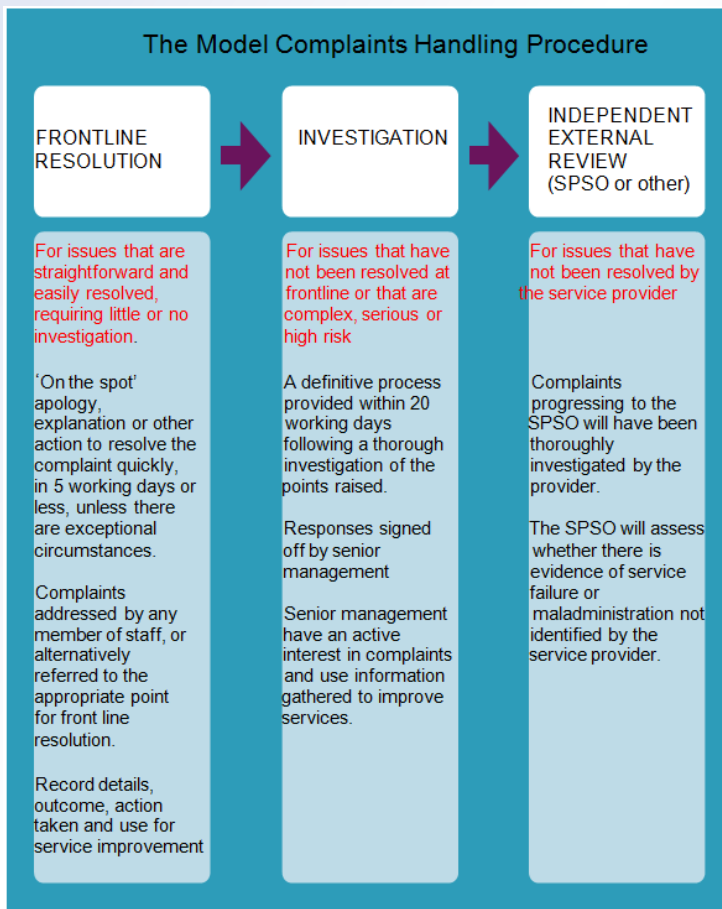 The Model Complaints Handling Procedure
FRONTLINE
RESOLUTION
INVESTIGATION
INDEPENDENT
EXTERNAL
REVIEW
(SPSO or other)
For issues that are
straightforward and
easily resolved,
requiring little or no
investigation.
‘On the spot’
apology,
explanation or other
action to resolve the
complaint quickly,
in 5 working days or
less, unless there
are exceptional
circumstances.
Complaints
addressed by any
member of staff, or
alternatively
referred to the
appropriate point
for front line
resolution.
Record details,
outcome, action
taken and use for
service improvement
For issues that have
not been resolved at
frontline or that are
complex, serious or
high risk
A definitive process
provided within 20
working days
following a thorough
investigation of the
points raised.
Responses signed
off by senior
management
Senior management
have an active
interest in complaints
and use information
gathered to improve
services.
For issues that have
not been resolved by
the service provider
Complaints
progressing to the
SPSO will have been
thoroughly
investigated by the
provider.
The SPSO will assess
whether there is
evidence of service
failure or
maladministration not
identified by the
service provider.